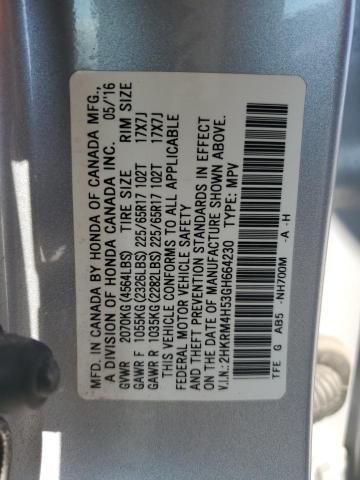 MFD. IN CANADA BY HONDA OF CANADA MFG.,
A DIVISION OF HONDA CANADA INC. 05/'16
GVWR 2070KG(4564LBS) TIRE SIZE RIM SIZE
GAWR F 1055KG(2326LBS) 225/65R17 102T 17X7J
GAWR R 1035KG(2282LBS) 225/65R17 102T 17X7J
THIS VEHICLE CONFORMS TO ALL APPLICABLE
FEDERAL MOTOR VEHICLE SAFETY
AND THEFT PREVENTION STANDARDS IN EFFECT
ON THE DATE OF MANUFACTURE SHOWN ABOVE.
V.I.N.: 2HKRM4H53GH664230 TYPE: MPV
TFE G AB5 -NH700M -A -H